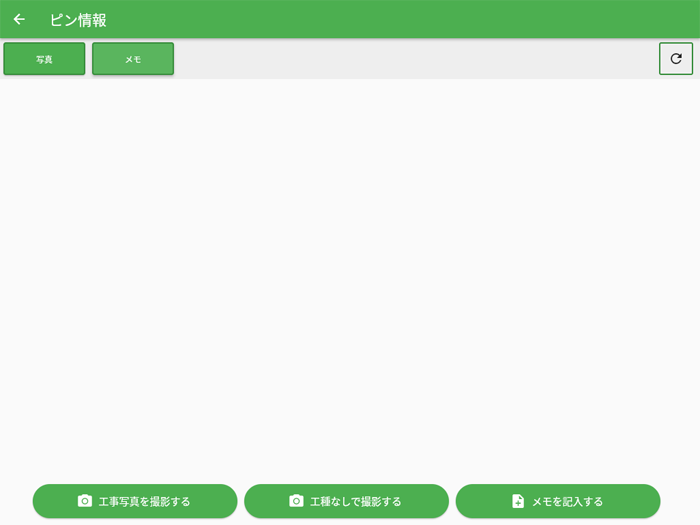 ピン情報
写真
メモ
工事写真を撮影する
工種なしで撮影する
メモを記入する